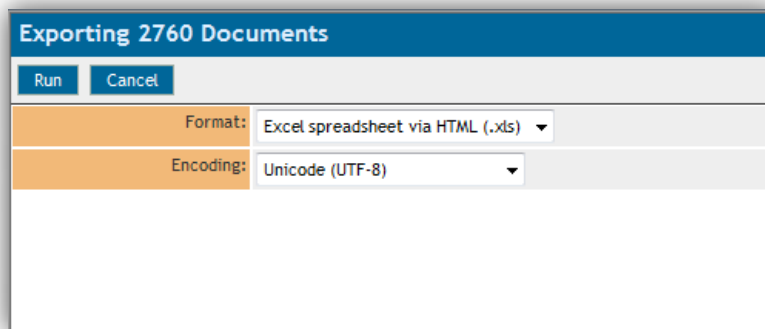 Exporting 2760 Documents
Run Cancel
Format: Excel spreadsheet via HTML (.xls)
Encoding: Unicode (UTF-8)